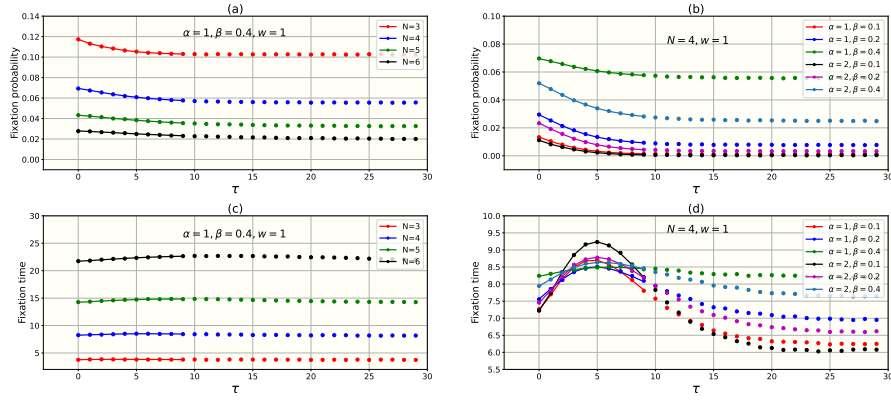 (a)
α = 1, β = 0.4, w = 1
N=3
N=4
N=5
N=6
Fixation probability
0.14
0.12
0.10
0.08
0.06
0.04
0.02
0.00
0 5 10 15 20 25 30
τ
(b)
N = 4, w = 1
α = 1, β = 0.1
α = 1, β = 0.2
α = 1, β = 0.4
α = 2, β = 0.1
α = 2, β = 0.2
α = 2, β = 0.4
Fixation probability
0.10
0.08
0.06
0.04
0.02
0.00
0 5 10 15 20 25 30
τ
(c)
α = 1, β = 0.4, w = 1
N=3
N=4
N=5
N=6
Fixation time
30
25
20
15
10
5
0 5 10 15 20 25 30
τ
(d)
N = 4, w = 1
α = 1, β = 0.1
α = 1, β = 0.2
α = 1, β = 0.4
α = 2, β = 0.1
α = 2, β = 0.2
α = 2, β = 0.4
Fixation time
10.0
9.5
9.0
8.5
8.0
7.5
7.0
6.5
6.0
5.5
0 5 10 15 20 25 30
τ